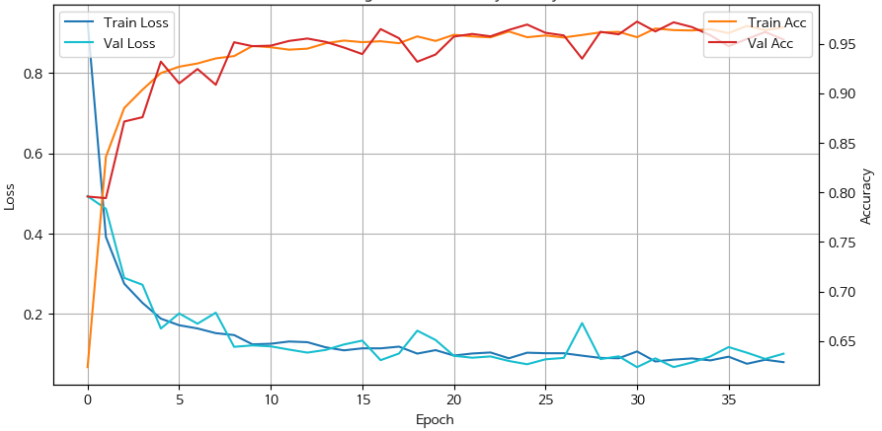 Train Loss
Val Loss
Train Acc
Val Acc
0.8
0.6
0.4
0.2
Loss
0.95
0.90
0.85
0.80
0.75
0.70
0.65
Accuracy
0 5 10 15 20 25 30 35
Epoch